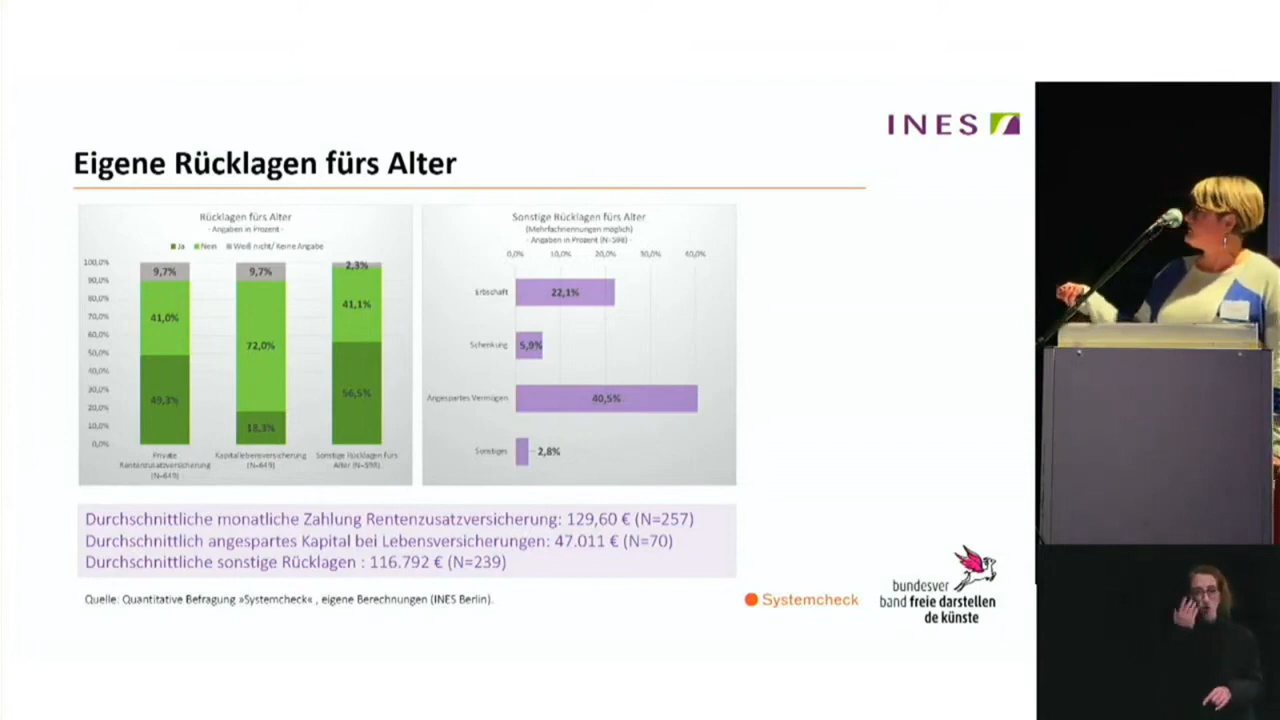 INES
Eigene Rücklagen fürs Alter
Rücklagen fürs Alter
- Angaben in Prozent -
Ja Nein Weiß nicht/ Keine Angabe
100,0%
90,0%
80,0%
70,0%
60,0%
50,0%
40,0%
30,0%
20,0%
10,0%
0,0%
9,7%
41,0%
49,3%
9,7%
72,0%
18,3%
2,3%
41,1%
56,5%
Private
Rentenzusatzversicherung
(N=649)
Kapitallebensversicherung
(N=649)
Sonstige Rücklagen fürs
Alter (N=598)
Sonstige Rücklagen fürs Alter
(Mehrfachnennungen möglich)
- Angaben in Prozent (N=598) -
0,0% 10,0% 20,0% 30,0% 40,0%
Erbschaft 22,1%
Schenkung 5,9%
Angespartes Vermögen 40,5%
Sonstiges 2,8%
Durchschnittliche monatliche Zahlung Rentenzusatzversicherung: 129,60 € (N=257)
Durchschnittlich angespartes Kapital bei Lebensversicherungen: 47.011 € (N=70)
Durchschnittliche sonstige Rücklagen : 116.792 € (N=239)
Quelle: Quantitative Befragung »Systemcheck« , eigene Berechnungen (INES Berlin).
Systemcheck
bundesver
band freie darstellen
de künste